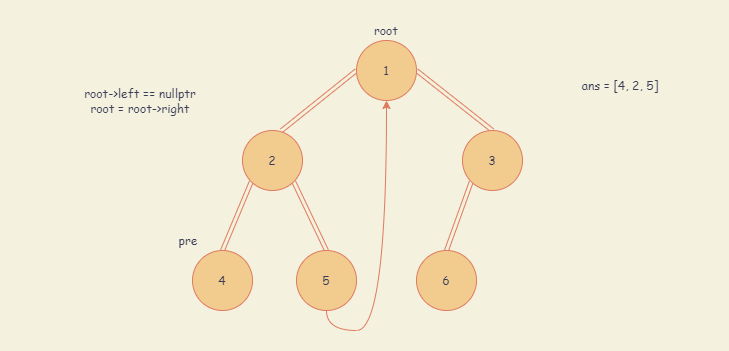 root
1
root->left == nullptr
root = root->right
ans = [4, 2, 5]
2
3
pre
4
5
6